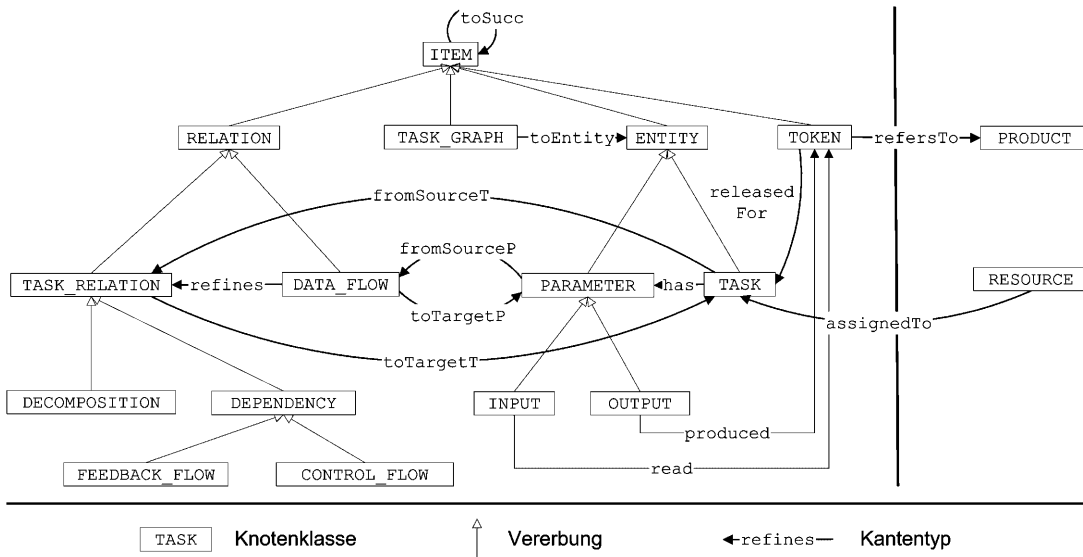 toSucc
ITEM
RELATION
TASK_GRAPH
toEntity
ENTITY
TOKEN
refersTo
PRODUCT
released
For
fromSourceT
fromSourceP
TASK_RELATION
refines
DATA_FLOW
PARAMETER
has
TASK
RESOURCE
toTargetP
assignedTo
toTargetT
DECOMPOSITION
DEPENDENCY
INPUT
OUTPUT
produced
read
FEEDBACK_FLOW
CONTROL_FLOW
TASK
Knotenklasse
Vererbung
refines
Kantentyp